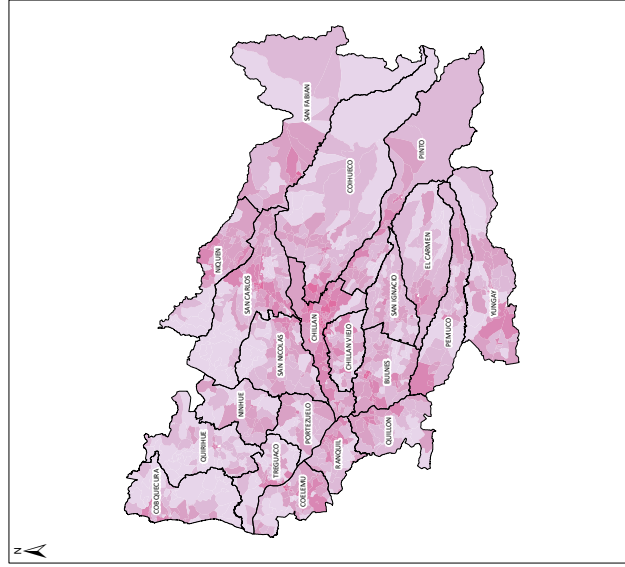 N
COBQUECURA
QUIRIHUE
NIQUEN
NINHUE
SAN CARLOS
TREGUACO
SAN NICOLAS
COELEMU
PORTEZUELO
SAN FABIAN
CHILLAN
RANQUIL
CHILLAN VIEJO
COIHUECO
QUILLON
BULNES
SAN IGNACIO
PINTO
EL CARMEN
PEMUCO
YUNGAY